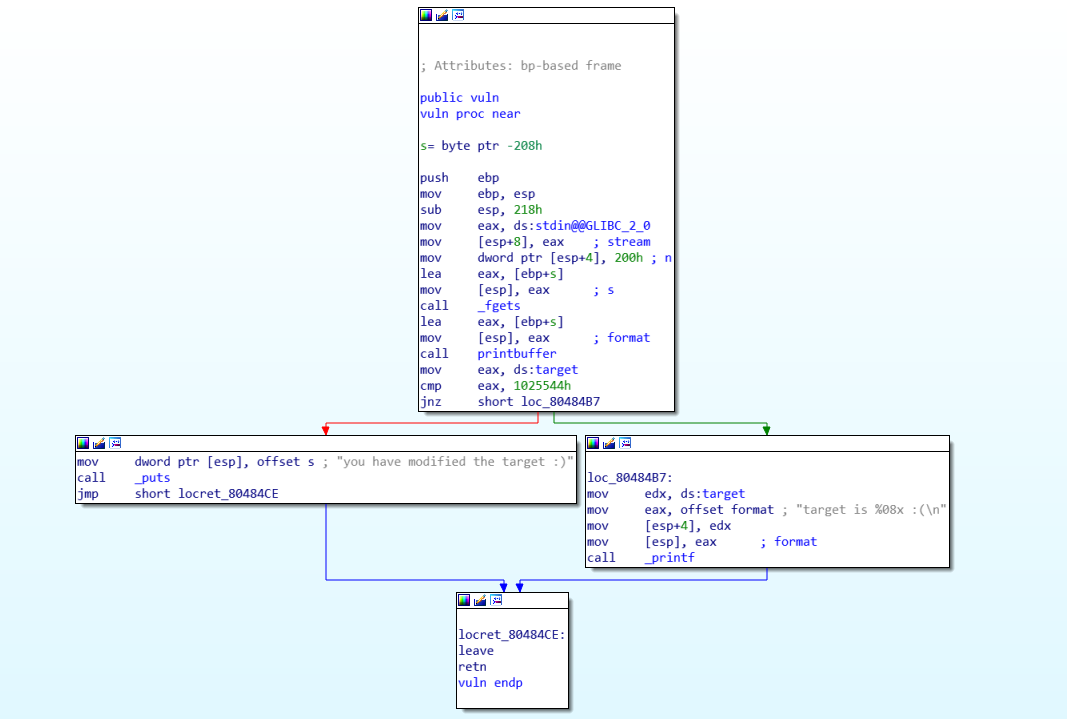 ; Attributes: bp-based frame
public vuln
vuln proc near
s= byte ptr -208h
push    ebp
mov     ebp, esp
sub     esp, 218h
mov     eax, ds:stdin@@GLIBC_2_0
mov     [esp+8], eax    ; stream
mov     dword ptr [esp+4], 200h ; n
lea     eax, [ebp+s]
mov     [esp], eax      ; s
call    _fgets
lea     eax, [ebp+s]
mov     [esp], eax      ; format
call    printbuffer
mov     eax, ds:target
cmp     eax, 1025544h
jnz     short loc_80484B7
mov     dword ptr [esp], offset s ; "you have modified the target :)"
call    _puts
jmp     short locret_80484CE
loc_80484B7:
mov     edx, ds:target
mov     eax, offset format ; "target is %08x :(\n"
mov     [esp+4], edx
mov     [esp], eax      ; format
call    _printf
locret_80484CE:
leave
retn
vuln endp